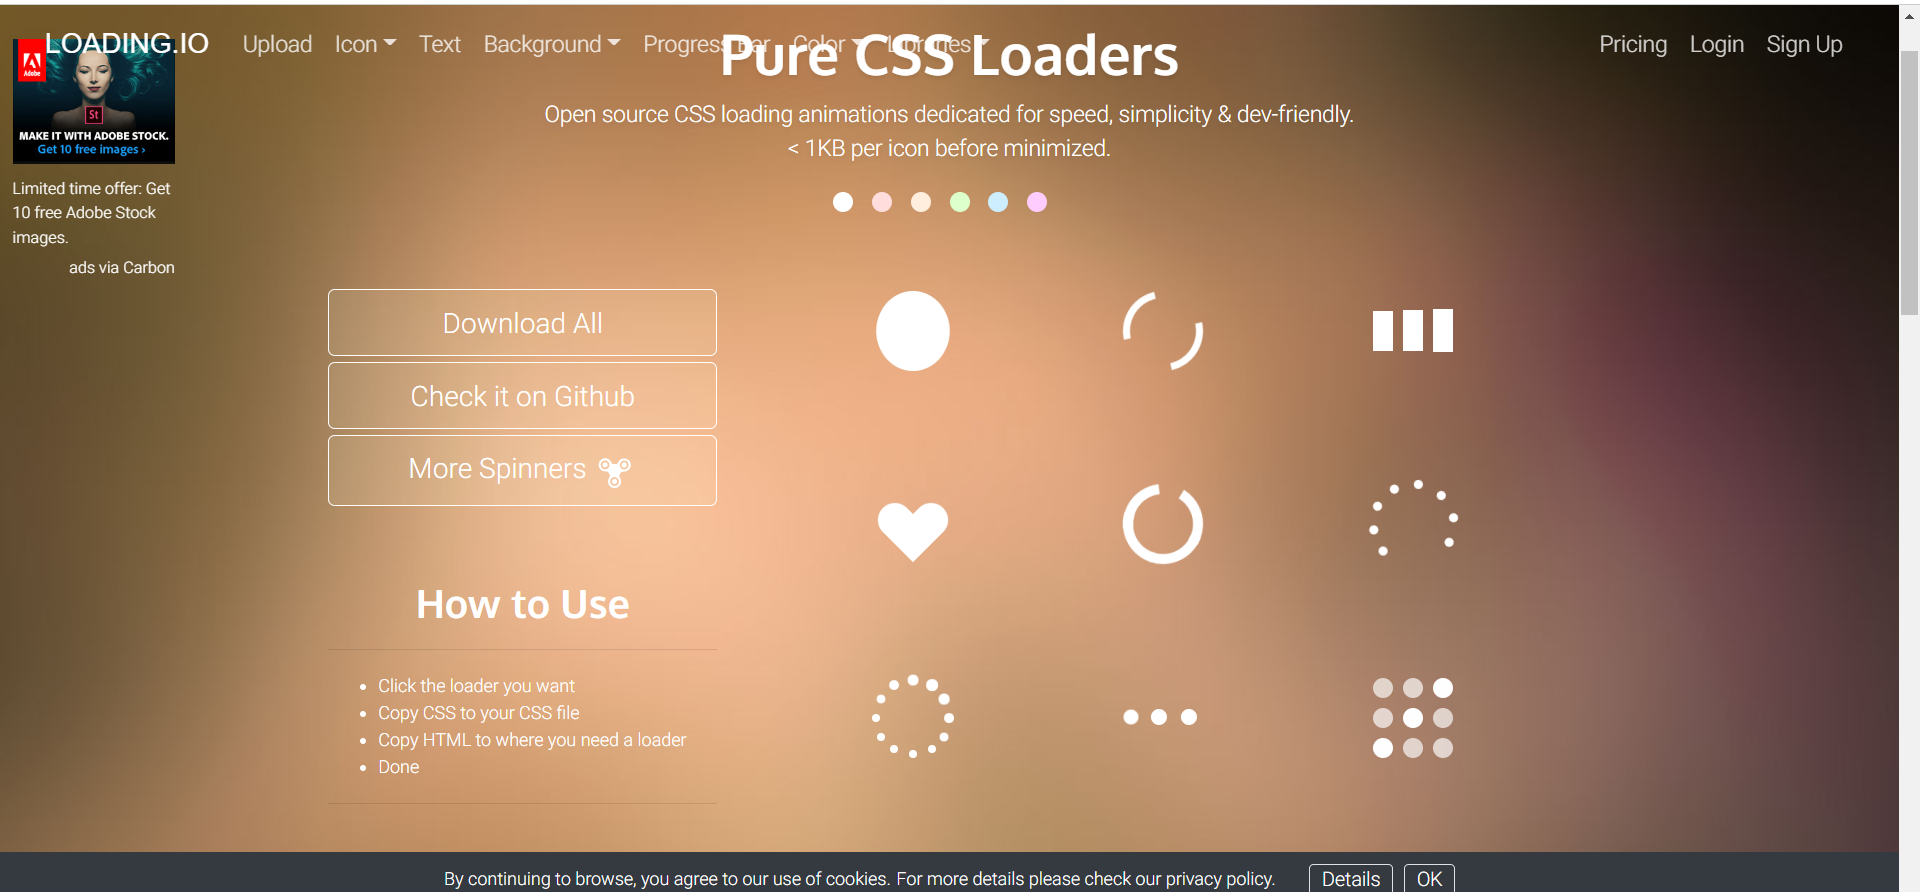 LOADING.IO
Upload
Icon
Text
Background
Progress Bar
Color
Libraries
Pricing
Login
Sign Up
Adobe
St
MAKE IT WITH ADOBE STOCK.
Get 10 free images ›
Limited time offer: Get
10 free Adobe Stock
images.
ads via Carbon
Pure CSS Loaders
Open source CSS loading animations dedicated for speed, simplicity & dev-friendly.
< 1KB per icon before minimized.
Download All
Check it on Github
More Spinners
How to Use
Click the loader you want
Copy CSS to your CSS file
Copy HTML to where you need a loader
Done
By continuing to browse, you agree to our use of cookies. For more details please check our privacy policy.
Details
OK